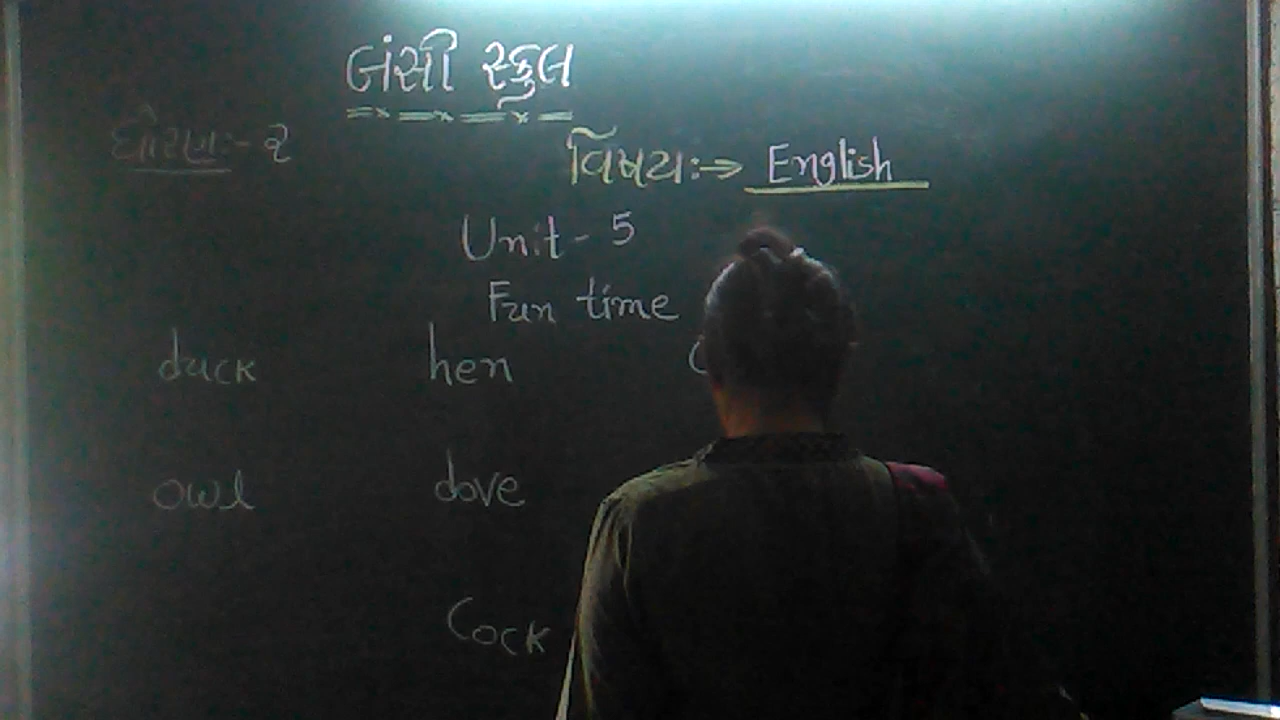 બંસી સ્કુલ
ધોરણઃ- ૨
વિષયઃ→ English
Unit - 5
Fun time
duck hen
owl dove
Cock